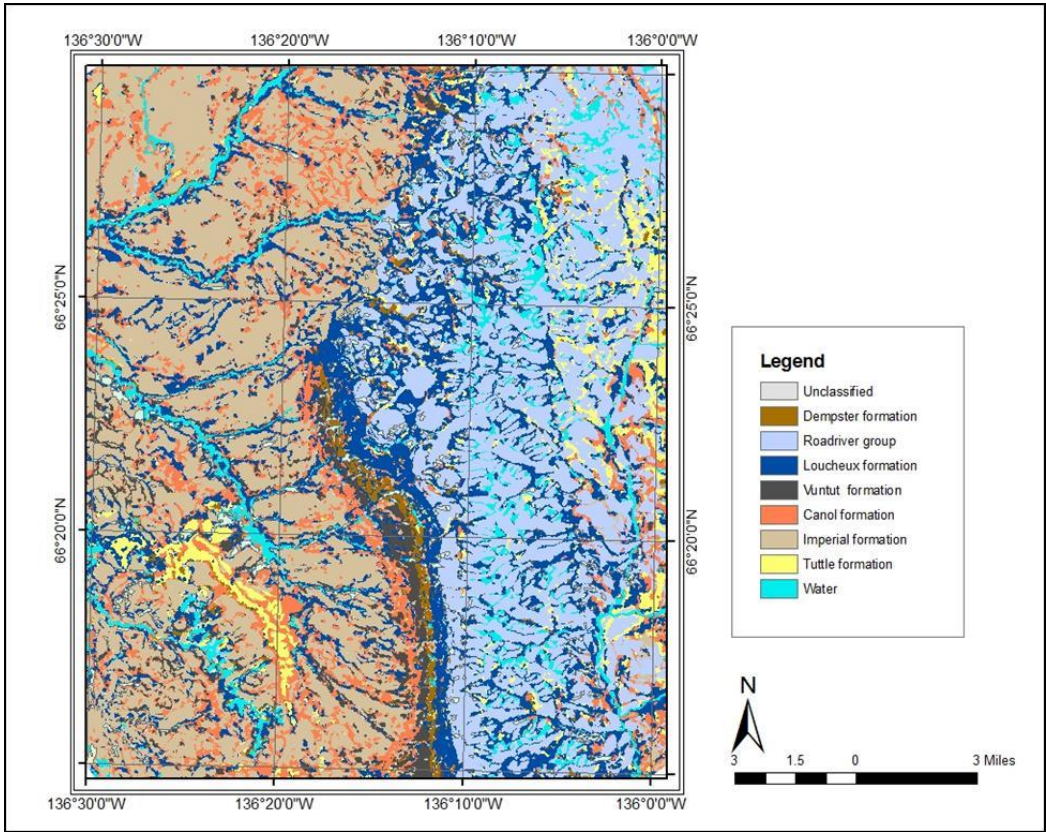 136°30'0"W 136°20'0"W 136°10'0"W 136°0'0"W
66°25'0"N
66°25'0"N
66°20'0"N
66°20'0"N
136°30'0"W 136°20'0"W 136°10'0"W 136°0'0"W
Legend
Unclassified
Dempster formation
Roadriver group
Loucheux formation
Vuntut formation
Canol formation
Imperial formation
Tuttle formation
Water
N
3 1.5 0 3 Miles